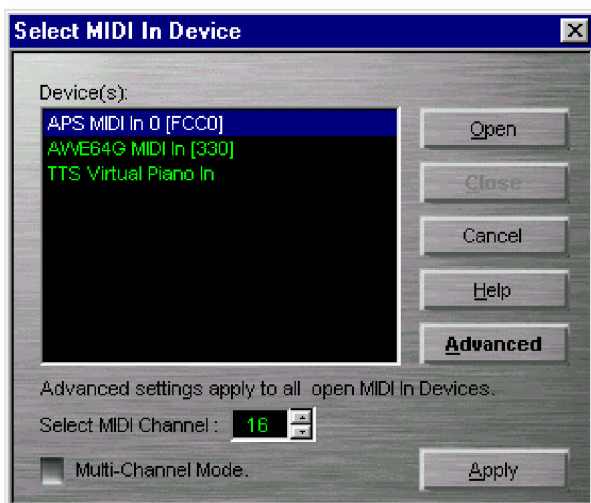 Select MIDI In Device
Device(s):
APS MIDI In 0 [FCC0]
AWE64G MIDI In [330]
TTS Virtual Piano In
Open
Close
Cancel
Help
Advanced
Advanced settings apply to all open MIDI In Devices.
Select MIDI Channel : 16
Multi-Channel Mode.
Apply